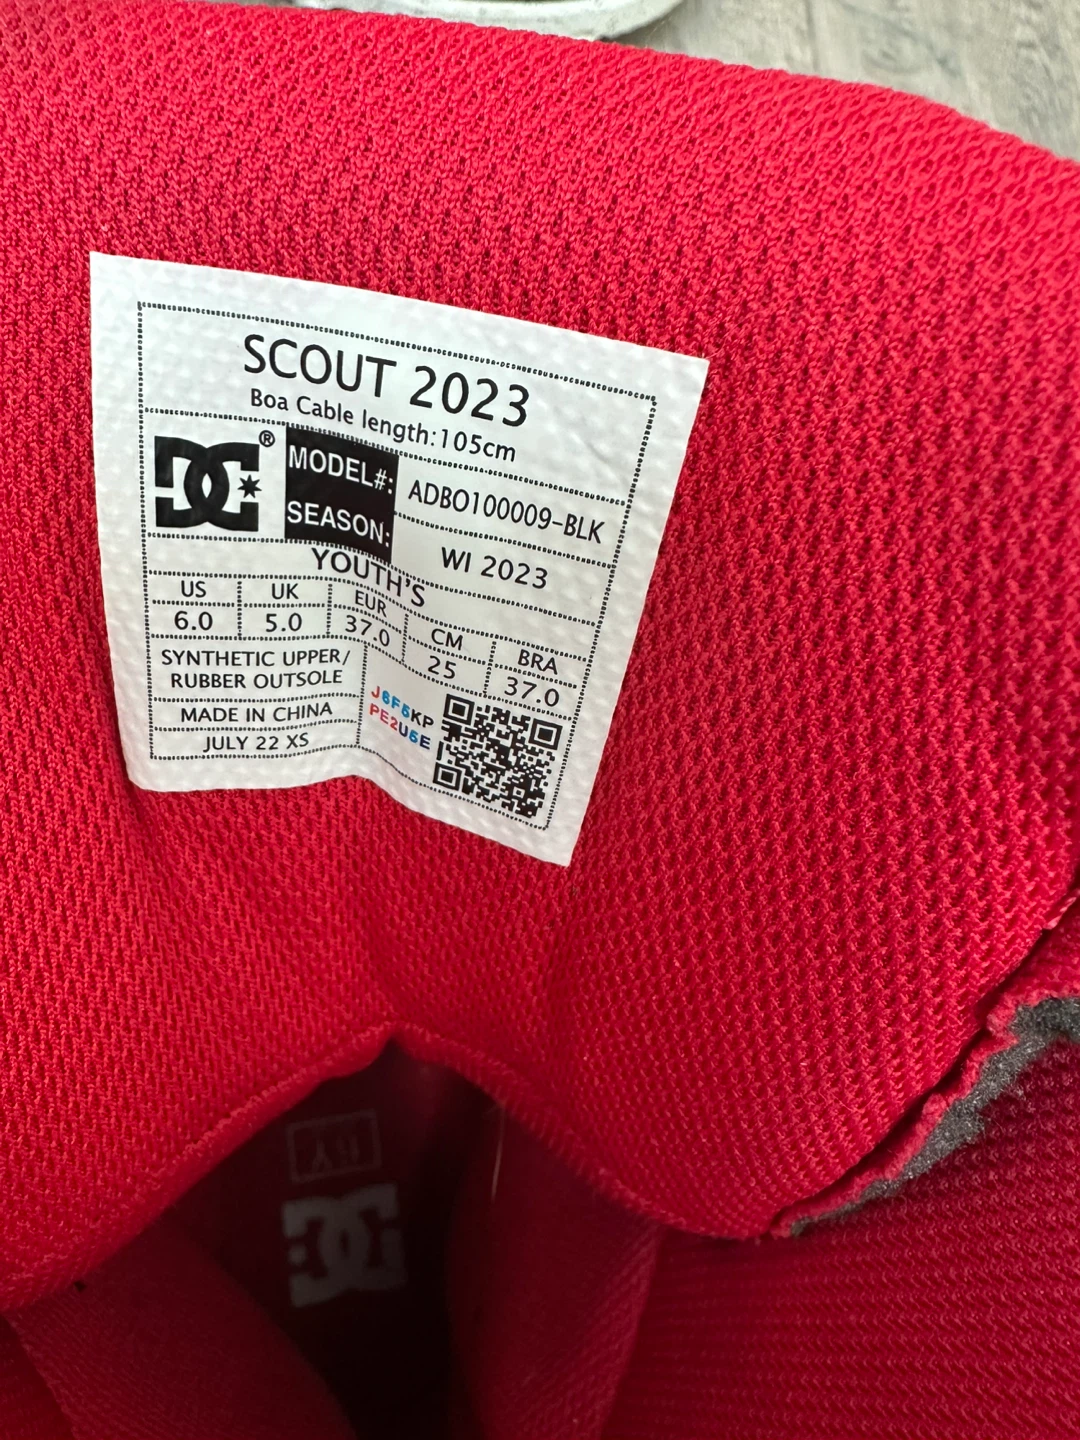 SCOUT 2023
Boa Cable length:105cm
DC®
MODEL#: ADBO100009-BLK
SEASON: WI 2023
YOUTH'S
US UK EUR CM BRA
6.0 5.0 37.0 25 37.0
SYNTHETIC UPPER/
RUBBER OUTSOLE
MADE IN CHINA
JULY 22 XS
J6F5KP
PE2U6E
DC